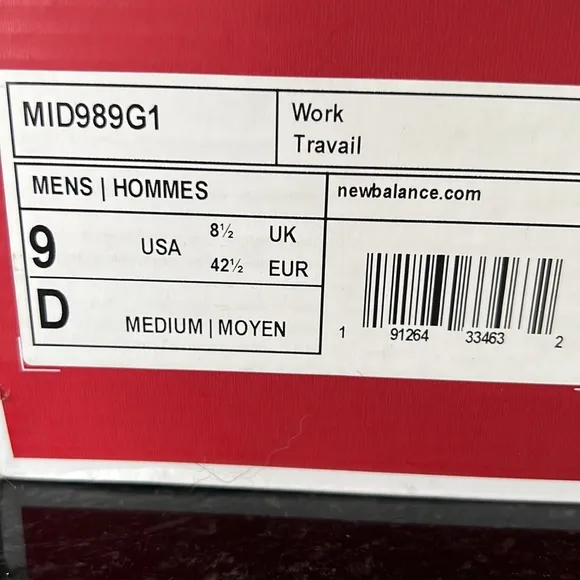 MID989G1
Work
Travail
MENS | HOMMES
newbalance.com
9 USA 8½ UK
42½ EUR
D MEDIUM | MOYEN
1 91264 33463 2